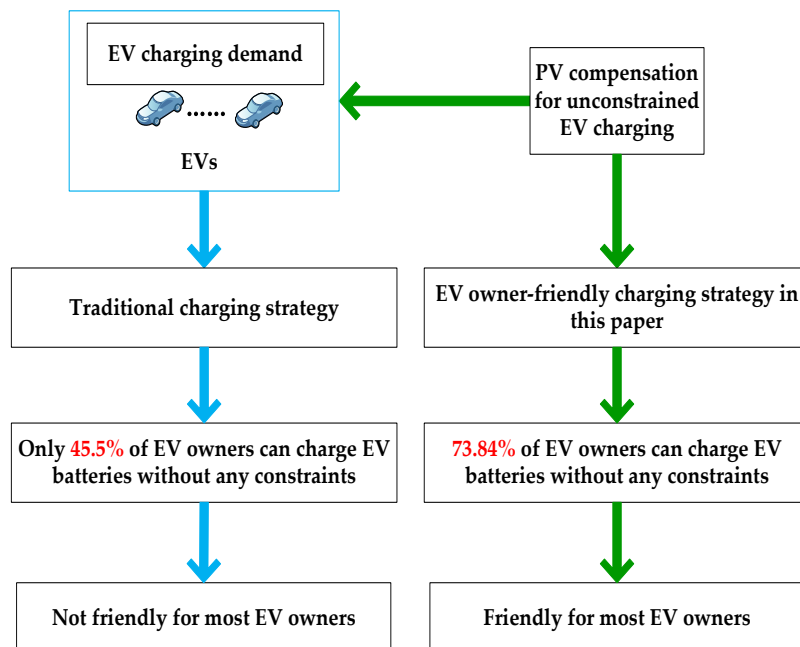 EV charging demand
......
EVs
PV compensation
for unconstrained
EV charging
Traditional charging strategy
EV owner-friendly charging strategy in
this paper
Only 45.5% of EV owners can charge EV
batteries without any constraints
73.84% of EV owners can charge EV
batteries without any constraints
Not friendly for most EV owners
Friendly for most EV owners